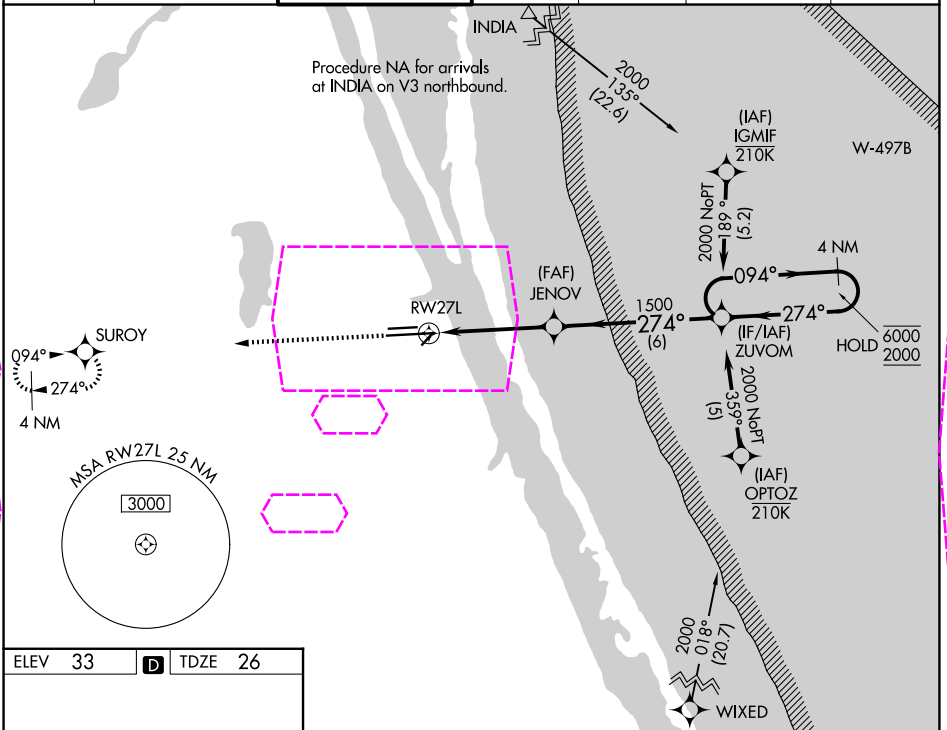 INDIA
Procedure NA for arrivals
at INDIA on V3 northbound.
2000
135°
(22.6)
(IAF)
IGMIF
210K
W-497B
2000 NoPT
189°
(5.2)
4 NM
094°
(FAF)
JENOV
RW27L
1500
274°
(6)
274°
(IF/IAF)
ZUVOM
HOLD
6000
2000
SUROY
094°
274°
4 NM
2000 NoPT
359°
(5)
(IAF)
OPTOZ
210K
MSA RW27L 25 NM
3000
2000
018°
(20.7)
WIXED
ELEV 33 D TDZE 26